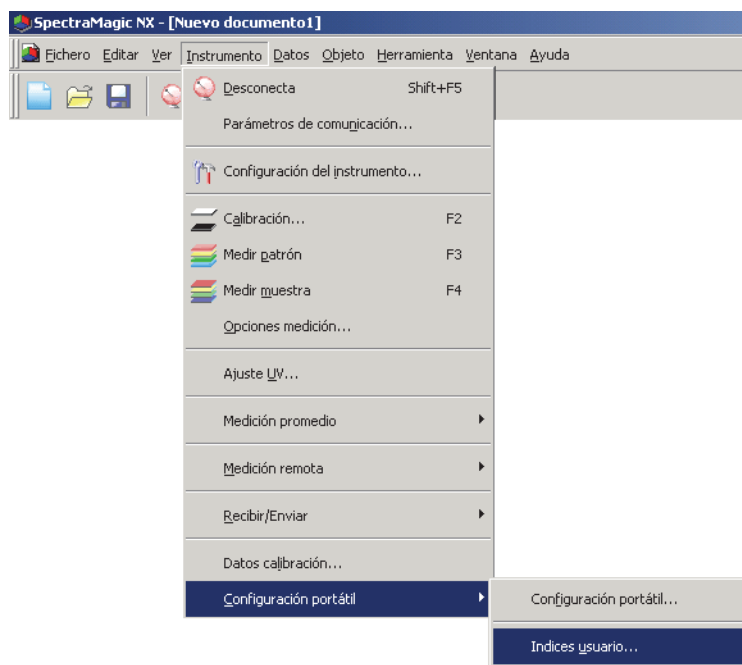 SpectraMagic NX - [Nuevo documento1]
Fichero Editar Ver Instrumento Datos Objeto Herramienta Ventana Ayuda
Desconecta Shift+F5
Parámetros de comunicación...
Configuración del instrumento...
Calibración... F2
Medir patrón F3
Medir muestra F4
Opciones medición...
Ajuste UV...
Medición promedio
Medición remota
Recibir/Enviar
Datos calibración...
Configuración portátil
Configuración portátil...
Indices usuario...